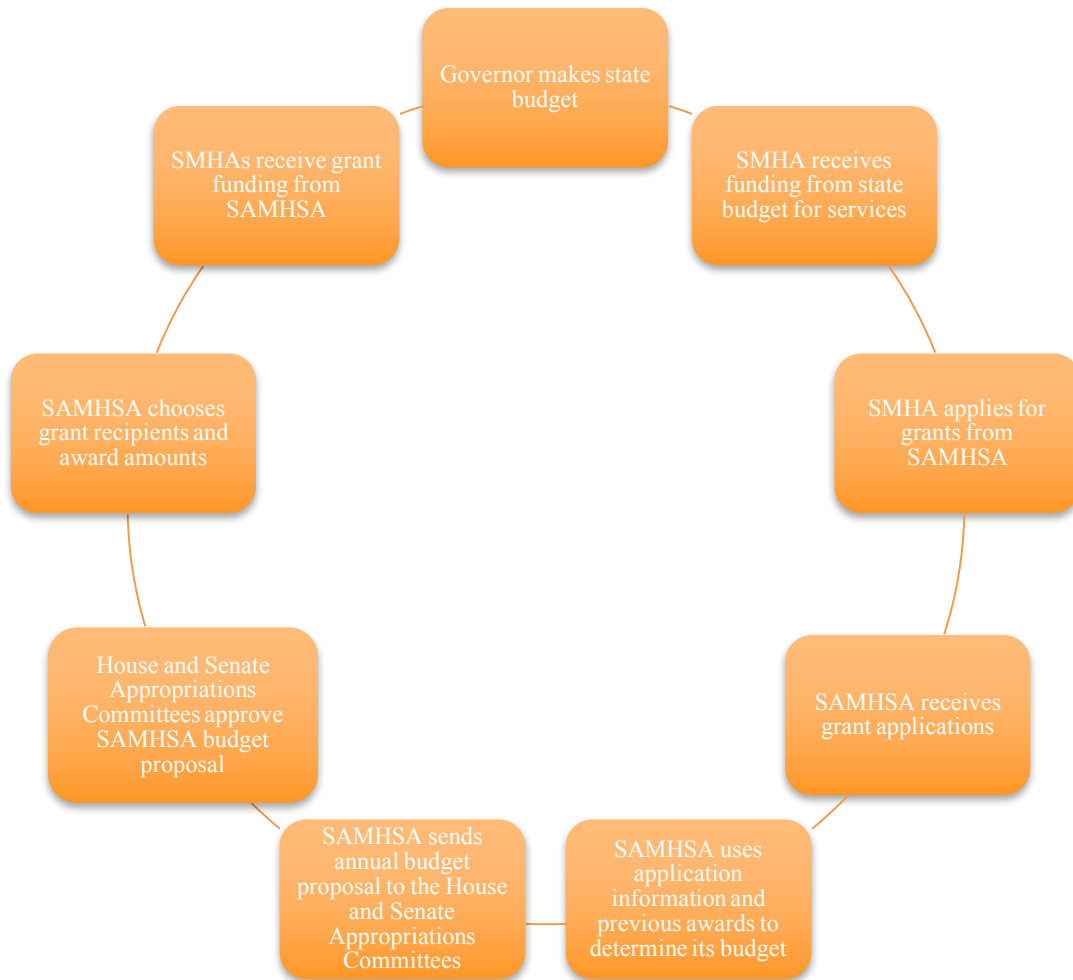 Governor makes state
budget
SMHA receives
funding from state
budget for services
SMHA applies for
grants from
SAMHSA
SAMHSA receives
grant applications
SAMHSA uses
application
information and
previous awards to
determine its budget
SAMHSA sends
annual budget
proposal to the House
and Senate
Appropriations
Committees
House and Senate
Appropriations
Committees approve
SAMHSA budget
proposal
SAMHSA chooses
grant recipients and
award amounts
SMHAs receive grant
funding from
SAMHSA